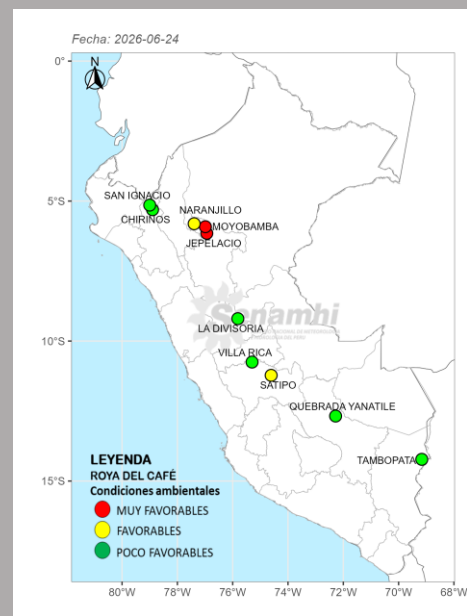 Fecha: 2026-06-24
N
0°
5°S
10°S
15°S
SAN IGNACIO
CHIRINOS
NARANJILLO
MOYOBAMBA
JEPELACIO
Senamhi
LA DIVISORIA
VILLA RICA
SATIPO
QUEBRADA YANATILE
TAMBOPATA
LEYENDA
ROYA DEL CAFÉ
Condiciones ambientales
MUY FAVORABLES
FAVORABLES
POCO FAVORABLES
80°W 78°W 76°W 74°W 72°W 70°W 68°W